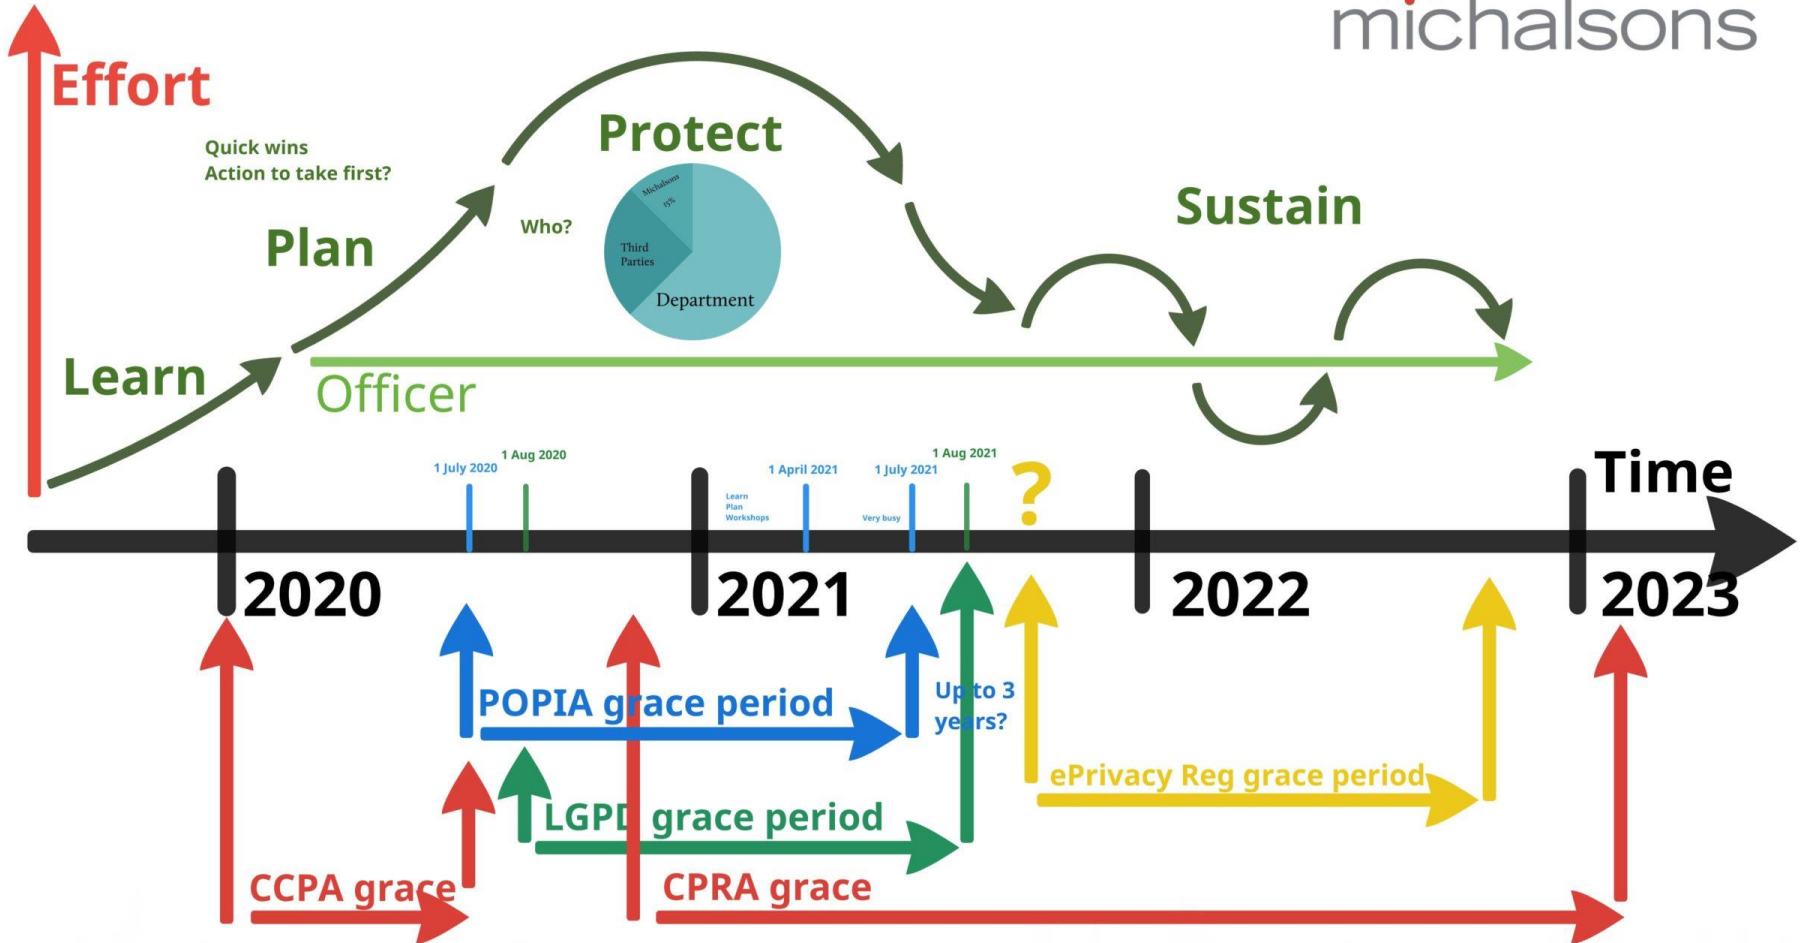 michalsons
Effort
Quick wins
Action to take first?
Protect
Michalsons
15%
Who?
Third
Parties
Department
Plan
Sustain
Learn
Officer
1 July 2020
1 Aug 2020
1 April 2021
1 July 2021
1 Aug 2021
?
Time
Learn
Plan
Workshops
Very busy
2020
2021
2022
2023
POPIA grace period
Up to 3
years?
ePrivacy Reg grace period
LGPD grace period
CCPA grace
CPRA grace